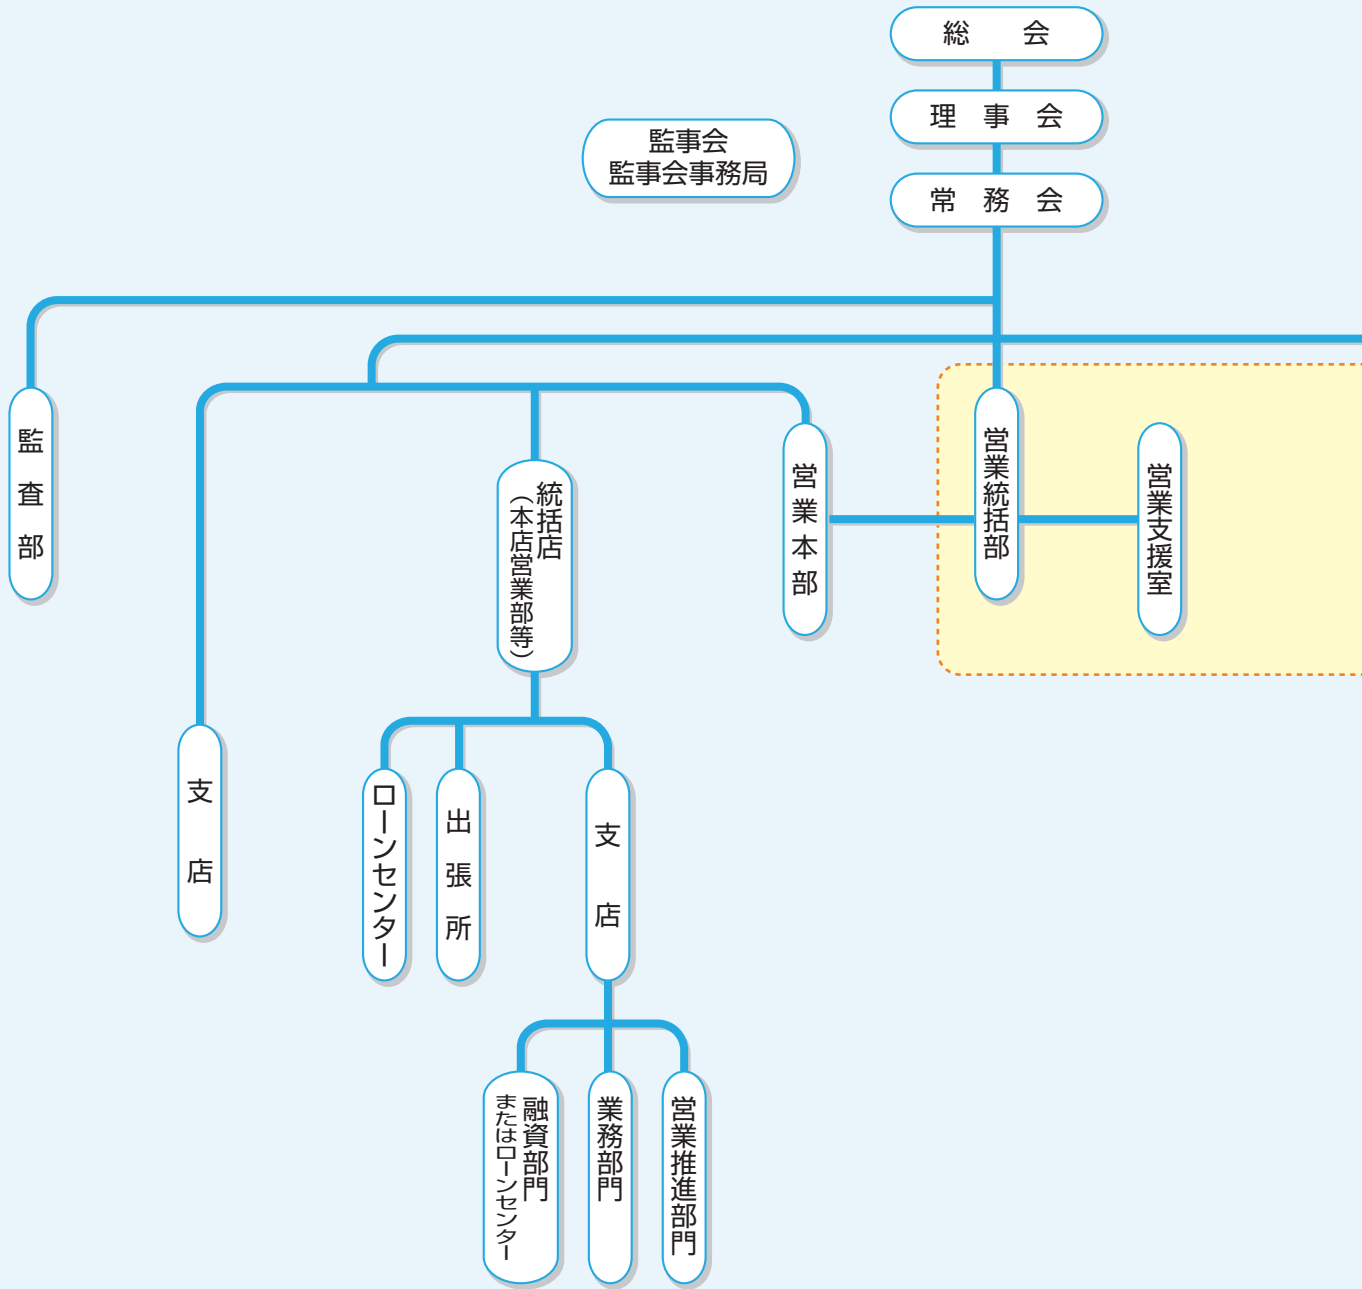 総　会
理 事 会
監事会
監事会事務局
常 務 会
監査部
統括店
（本店営業部等）
営業本部
営業統括部
営業支援室
支　店
ローンセンター
出張所
支　店
融資部門
またはローンセンター
業務部門
営業推進部門